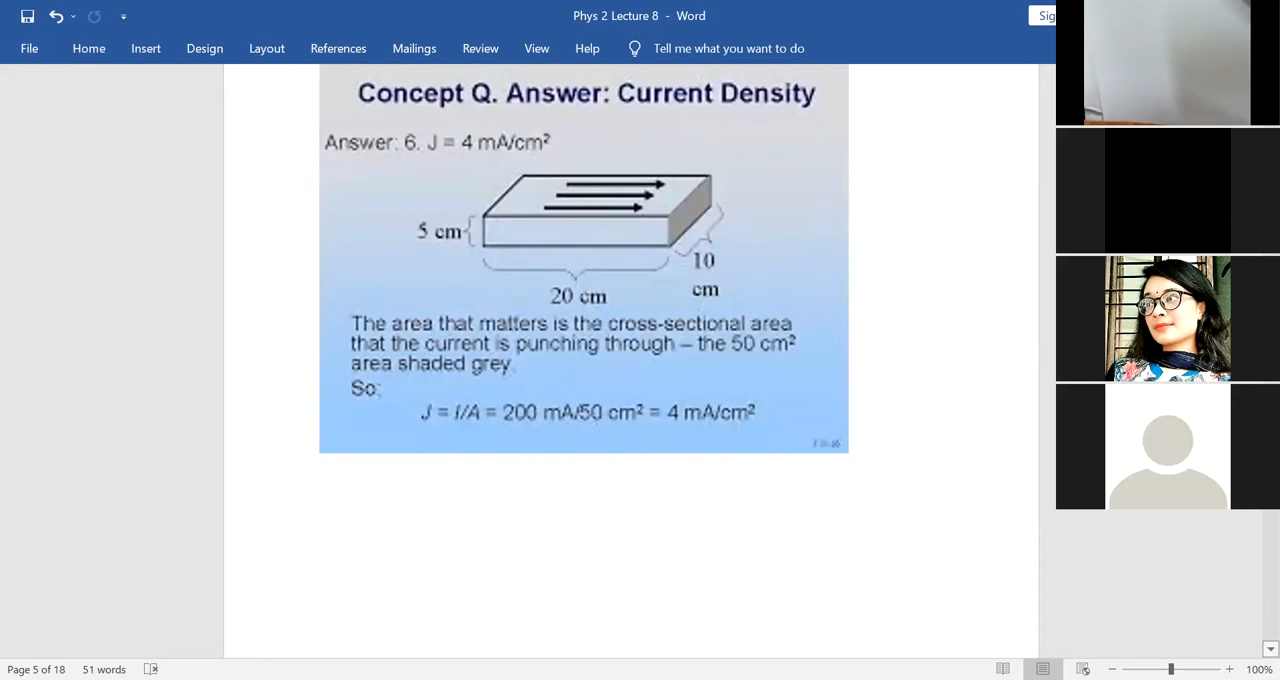 Phys 2 Lecture 8 - Word
Sig
File Home Insert Design Layout References Mailings Review View Help Tell me what you want to do
Concept Q. Answer: Current Density
Answer: 6. J = 4 mA/cm²
5 cm
10
cm
20 cm
The area that matters is the cross-sectional area
that the current is punching through – the 50 cm²
area shaded grey.
So:
J = I/A = 200 mA/50 cm² = 4 mA/cm²
Page 5 of 18 51 words
100%